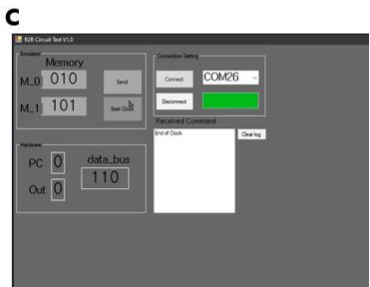 C
R2R Circuit Test V1.0
Emulated
Memory
M_0 010 Send
M_1 101 Start Clock
Connection Setting
Connect COM26
Disconnect
Received Command
End of Clock
Clear log
Hardware
PC 0 data_bus
Out 0 110